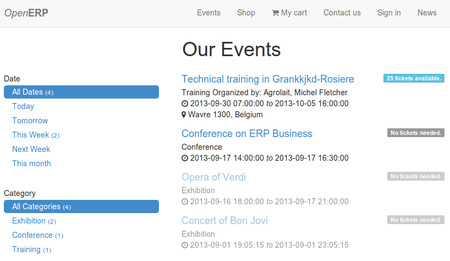 OpenERP
Events Shop My cart Contact us Sign in News
Our Events
Date
All Dates (4)
Today
Tomorrow
This Week (2)
Next Week
This month
Category
All Categories (4)
Exhibition (2)
Conference (1)
Training (1)
Technical training in Grankkjkd-Rosiere
25 tickets available.
Training Organized by: Agrolait, Michel Fletcher
2013-09-30 07:00:00 to 2013-10-05 16:00:00
Wavre 1300, Belgium
Conference on ERP Business
No tickets needed.
Conference
2013-09-17 14:00:00 to 2013-09-17 16:30:00
Opera of Verdi
No tickets needed.
Exhibition
2013-09-16 18:00:00 to 2013-09-17 21:00:00
Concert of Bon Jovi
No tickets needed.
Exhibition
2013-09-01 19:05:15 to 2013-09-01 23:05:15